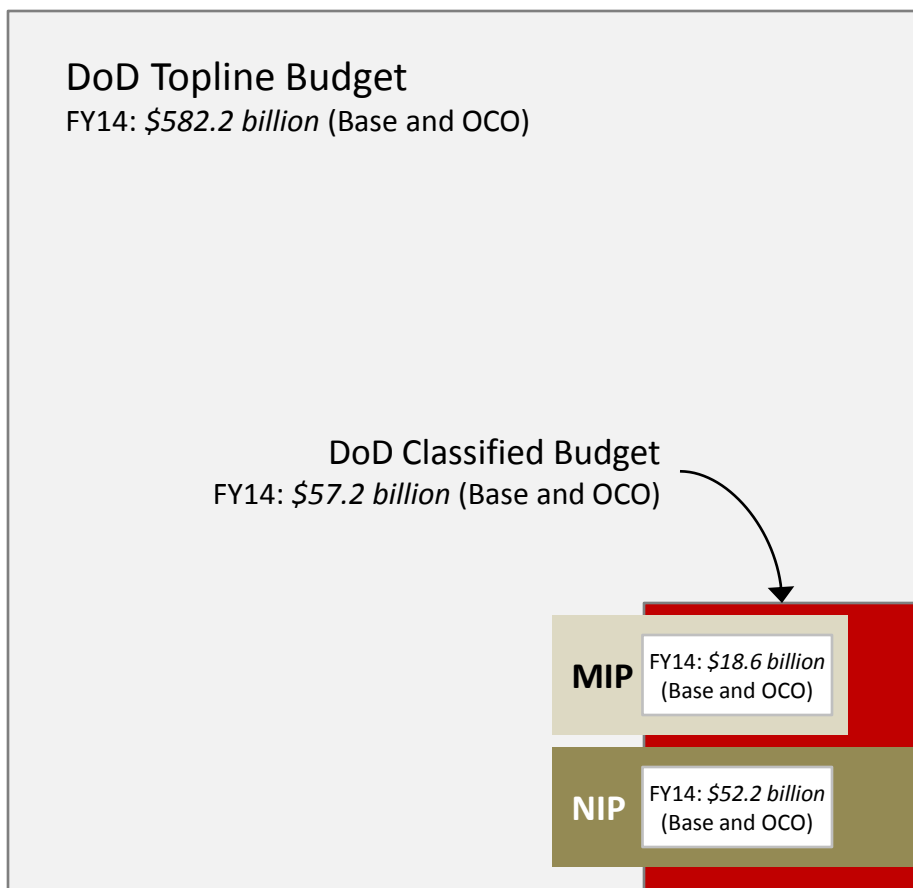 DoD Topline Budget
FY14: $582.2 billion (Base and OCO)
DoD Classified Budget
FY14: $57.2 billion (Base and OCO)
MIP
FY14: $18.6 billion
(Base and OCO)
NIP
FY14: $52.2 billion
(Base and OCO)